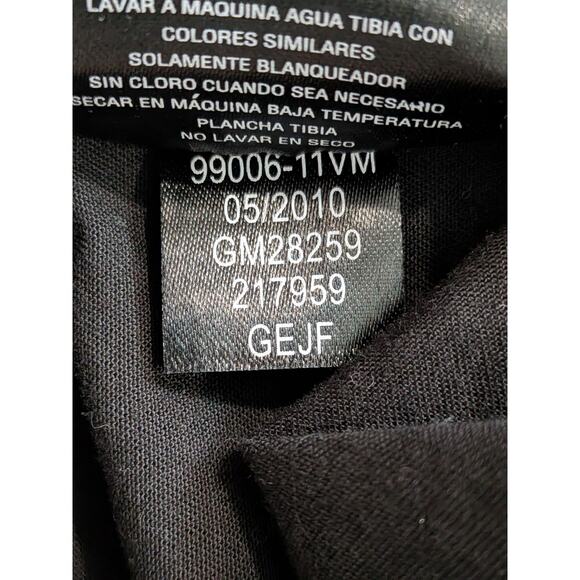 LAVAR A MAQUINA AGUA TIBIA CON
COLORES SIMILARES
SOLAMENTE BLANQUEADOR
SIN CLORO CUANDO SEA NECESARIO
SECAR EN MÁQUINA BAJA TEMPERATURA
PLANCHA TIBIA
NO LAVAR EN SECO
99006-11VM
05/2010
GM28259
217959
GEJF